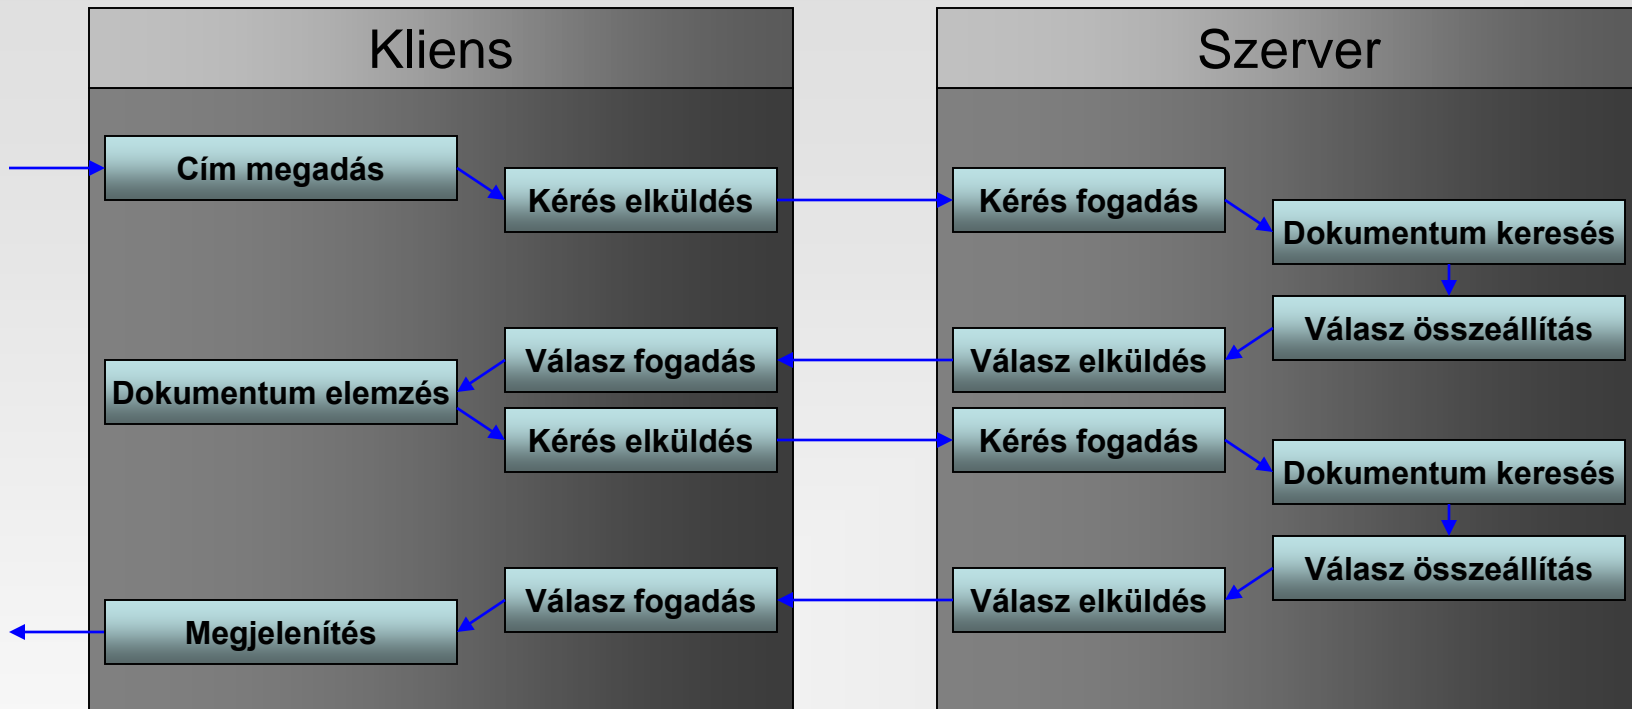 Kliens
Szerver
Cím megadás
Kérés elküldés
Kérés fogadás
Dokumentum keresés
Válasz összeállítás
Válasz elküldés
Válasz fogadás
Dokumentum elemzés
Kérés elküldés
Kérés fogadás
Dokumentum keresés
Válasz összeállítás
Válasz elküldés
Válasz fogadás
Megjelenítés